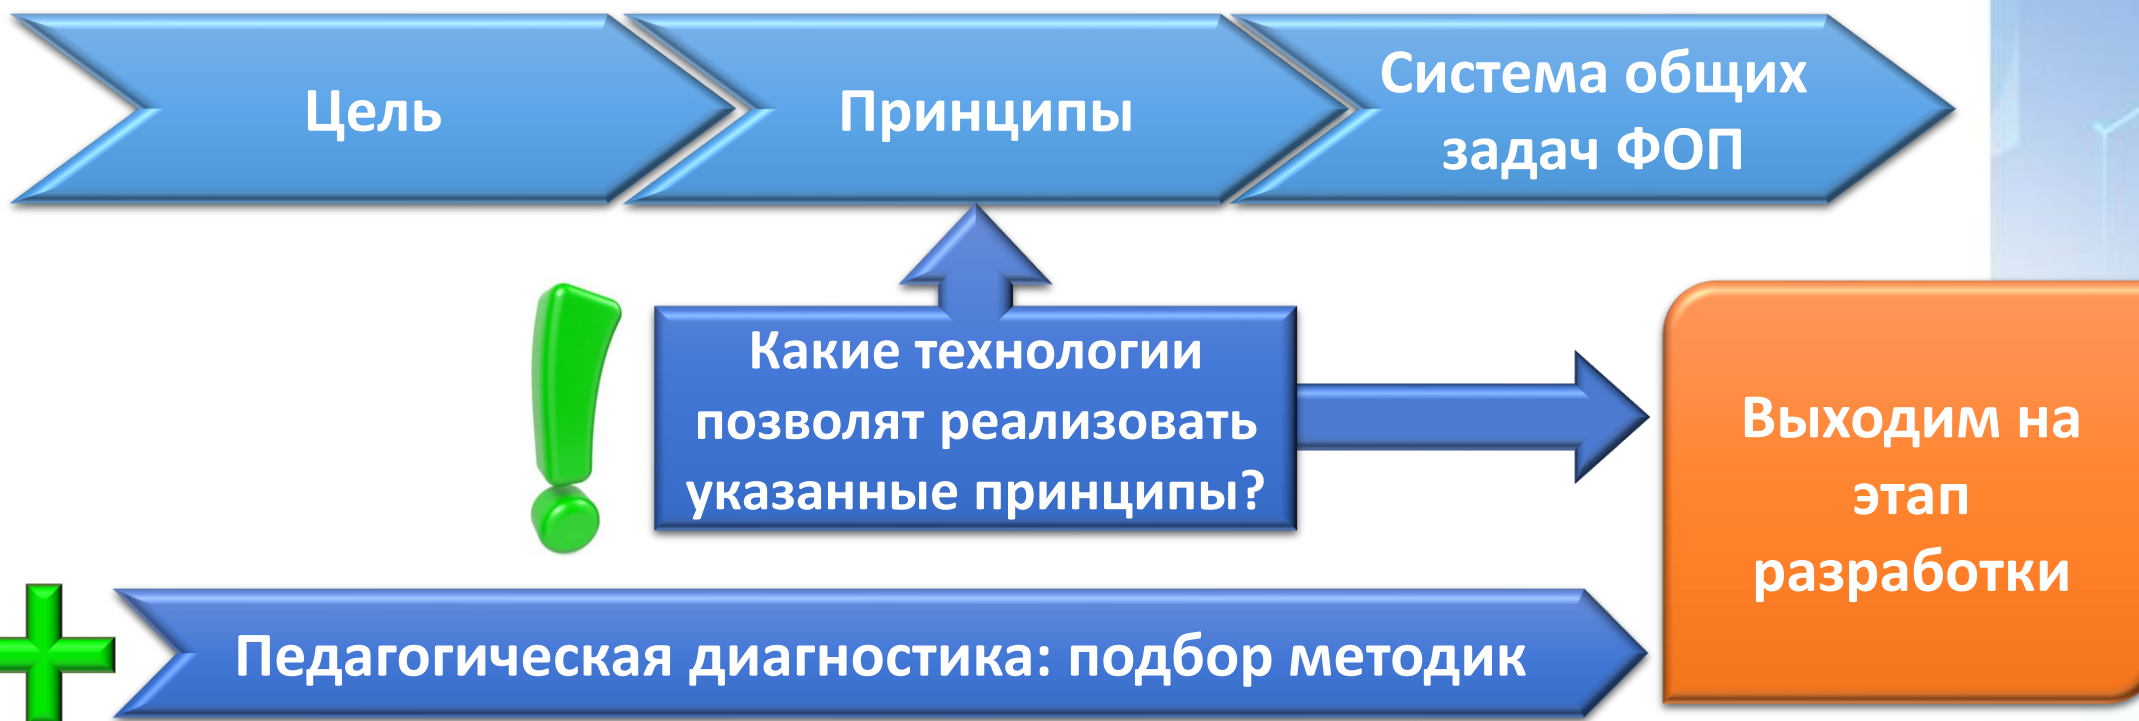 Цель
Принципы
Система общих
задач ФОП
Какие технологии
позволят реализовать
указанные принципы?
Выходим на
этап
разработки
Педагогическая диагностика: подбор методик